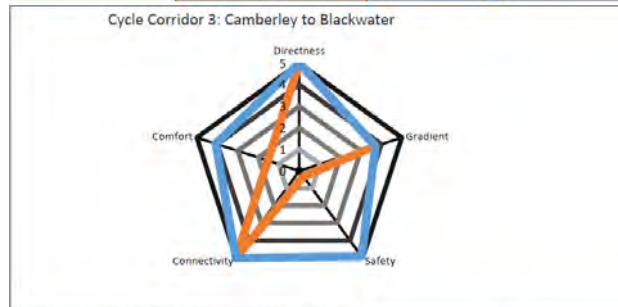 Cycle Corridor 3: Camberley to Blackwater
Directness
5
4
3
2
1
0
Comfort
Gradient
Connectivity
Safety